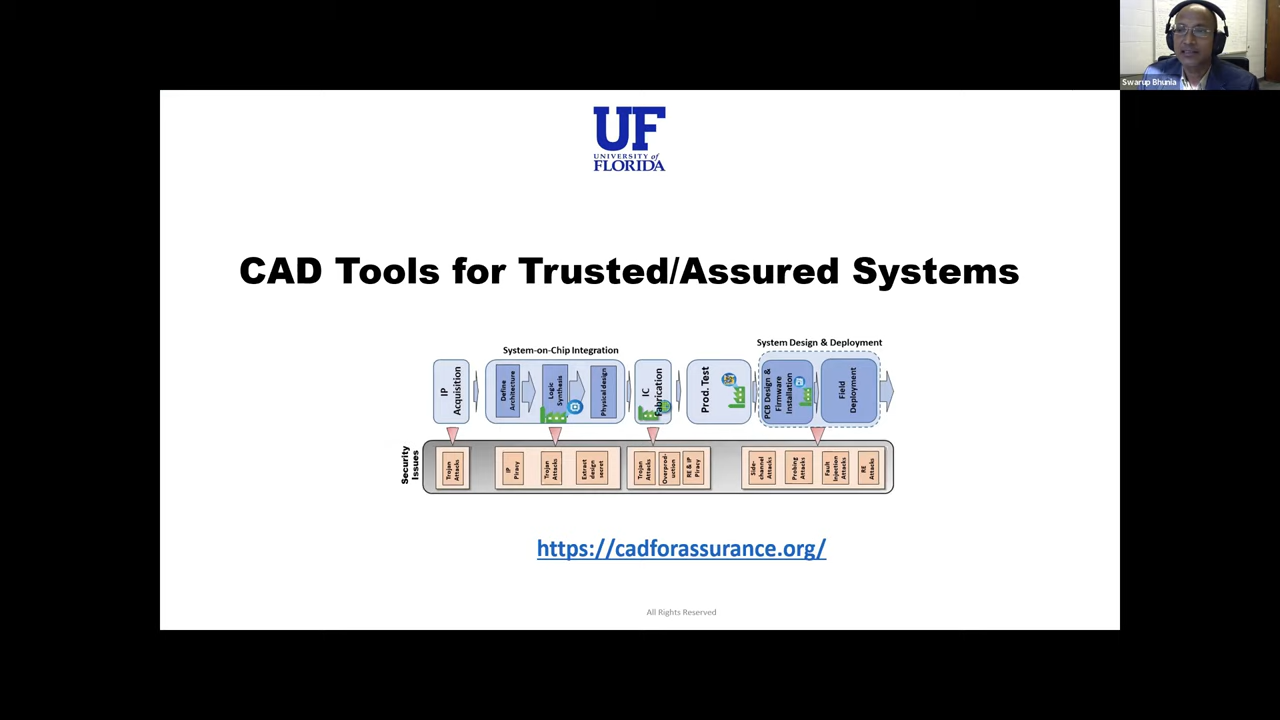 Swarup Bhunia
UF
UNIVERSITY of
FLORIDA
CAD Tools for Trusted/Assured Systems
System-on-Chip Integration
System Design & Deployment
IP
Acquisition
Define
Architecture
Logic
Synthesis
Physical design
IC
Fabrication
Prod. Test
PCB Design &
Firmware
Installation
Field
Deployment
Security
Issues
Trojan
Attacks
IP
Piracy
Trojan
Attacks
Extract
design
secret
Trojan
Attacks
Overprod-
uction
RE & IP
Piracy
Side-
channel
Attacks
Probing
Attacks
Fault
Injection
Attacks
RE
Attacks
https://cadforassurance.org/
All Rights Reserved